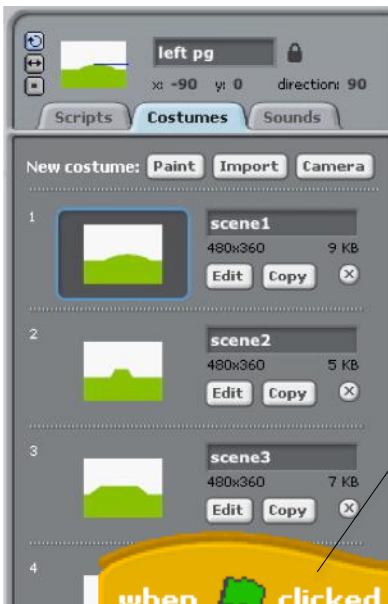 left pg
x: -90 y: 0 direction: 90
Scripts Costumes Sounds
New costume: Paint Import Camera
1
scene1
480x360 9 KB
Edit Copy
2
scene2
480x360 5 KB
Edit Copy
3
scene3
480x360 7 KB
Edit Copy
4
when clicked